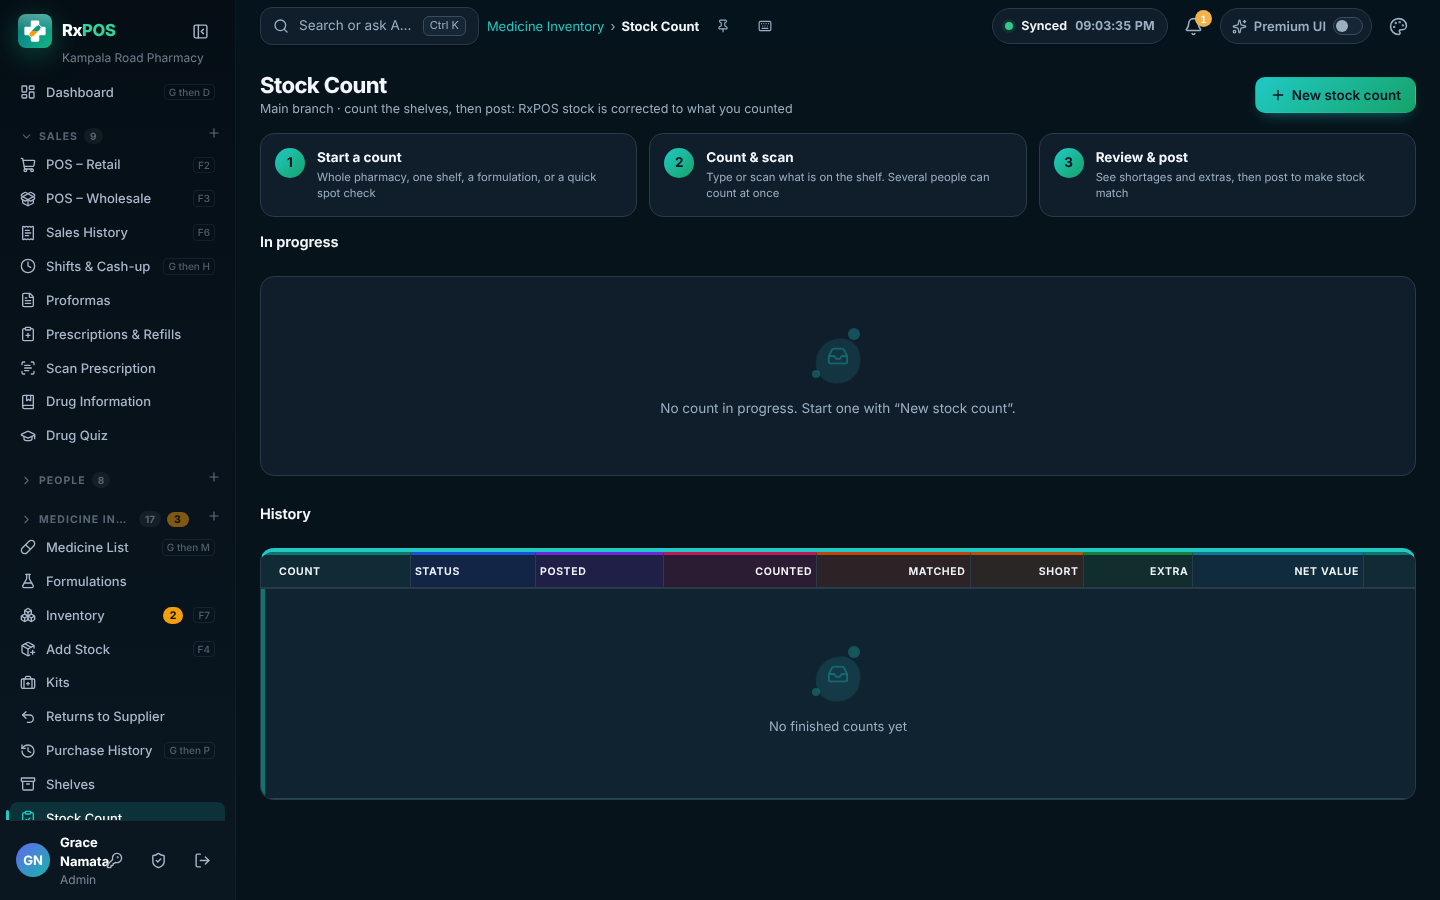 RxPOS
Kampala Road Pharmacy
Dashboard G then D
SALES 9
POS – Retail F2
POS – Wholesale F3
Sales History F6
Shifts & Cash-up G then H
Proformas
Prescriptions & Refills
Scan Prescription
Drug Information
Drug Quiz
PEOPLE 8
MEDICINE IN... 17 3
Medicine List G then M
Formulations
Inventory 2 F7
Add Stock F4
Kits
Returns to Supplier
Purchase History G then P
Shelves
Stock Count
GN
Grace
Namata
Admin
Search or ask A... Ctrl K
Medicine Inventory › Stock Count
Synced 09:03:35 PM
1
Premium UI
Stock Count
Main branch · count the shelves, then post: RxPOS stock is corrected to what you counted
New stock count
1
Start a count
Whole pharmacy, one shelf, a formulation, or a quick
spot check
2
Count & scan
Type or scan what is on the shelf. Several people can
count at once
3
Review & post
See shortages and extras, then post to make stock
match
In progress
No count in progress. Start one with “New stock count”.
History
COUNT STATUS POSTED COUNTED MATCHED SHORT EXTRA NET VALUE
No finished counts yet